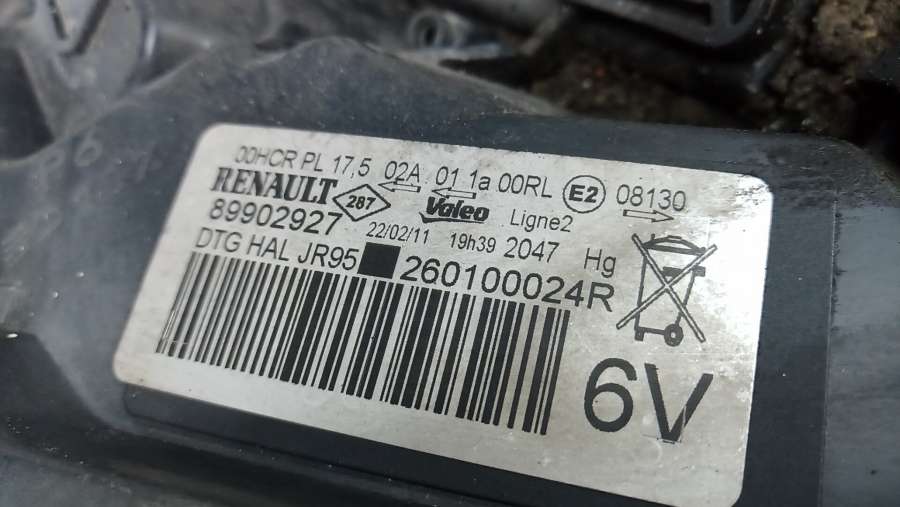 00HCR PL 17,5 02A 01 1a 00RL E2 08130
RENAULT 287 Valeo Ligne2
89902927 22/02/11 19h39 2047 Hg
DTG HAL JR95 260100024R
6V